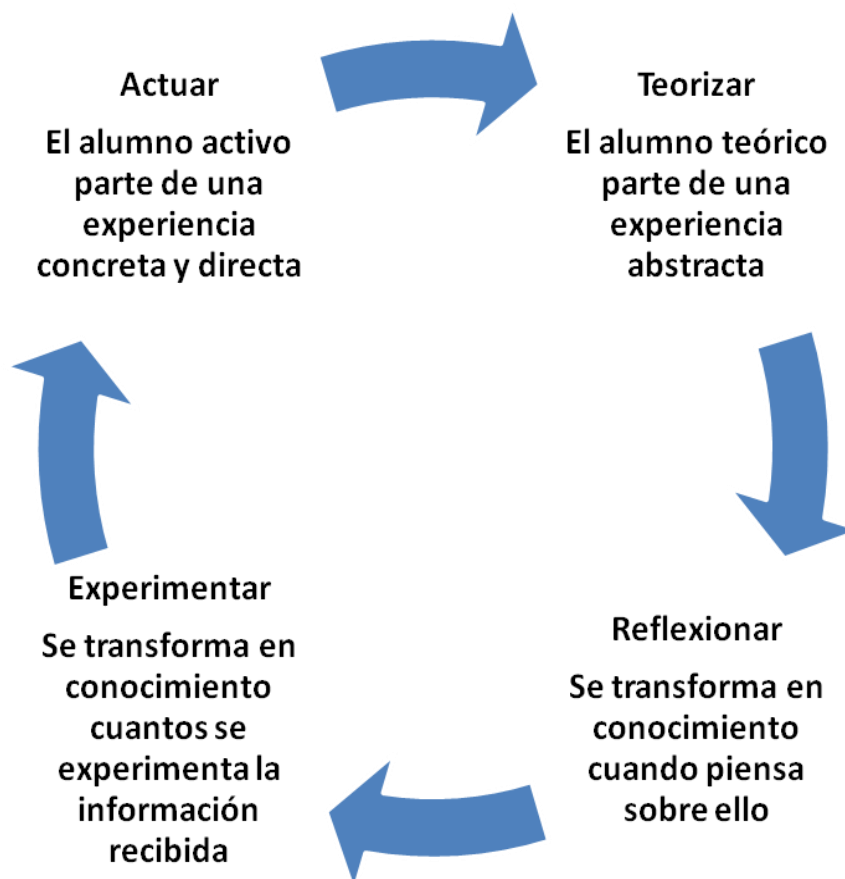 Actuar
El alumno activo
parte de una
experiencia
concreta y directa
Teorizar
El alumno teórico
parte de una
experiencia
abstracta
Reflexionar
Se transforma en
conocimiento
cuando piensa
sobre ello
Experimentar
Se transforma en
conocimiento
cuantos se
experimenta la
información
recibida